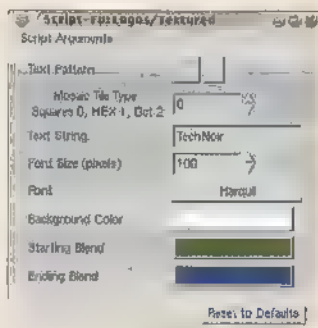 Script-Fu:Logos/Textured
Script Arguments
Text Pattern
Mosaic Tile Type
Squares 0, HEX 1, Oct 2
0
Text String
TechNoir
Font Size (pixels)
100
Font
Background Color
Starting Blend
Ending Blend
Reset to Defaults